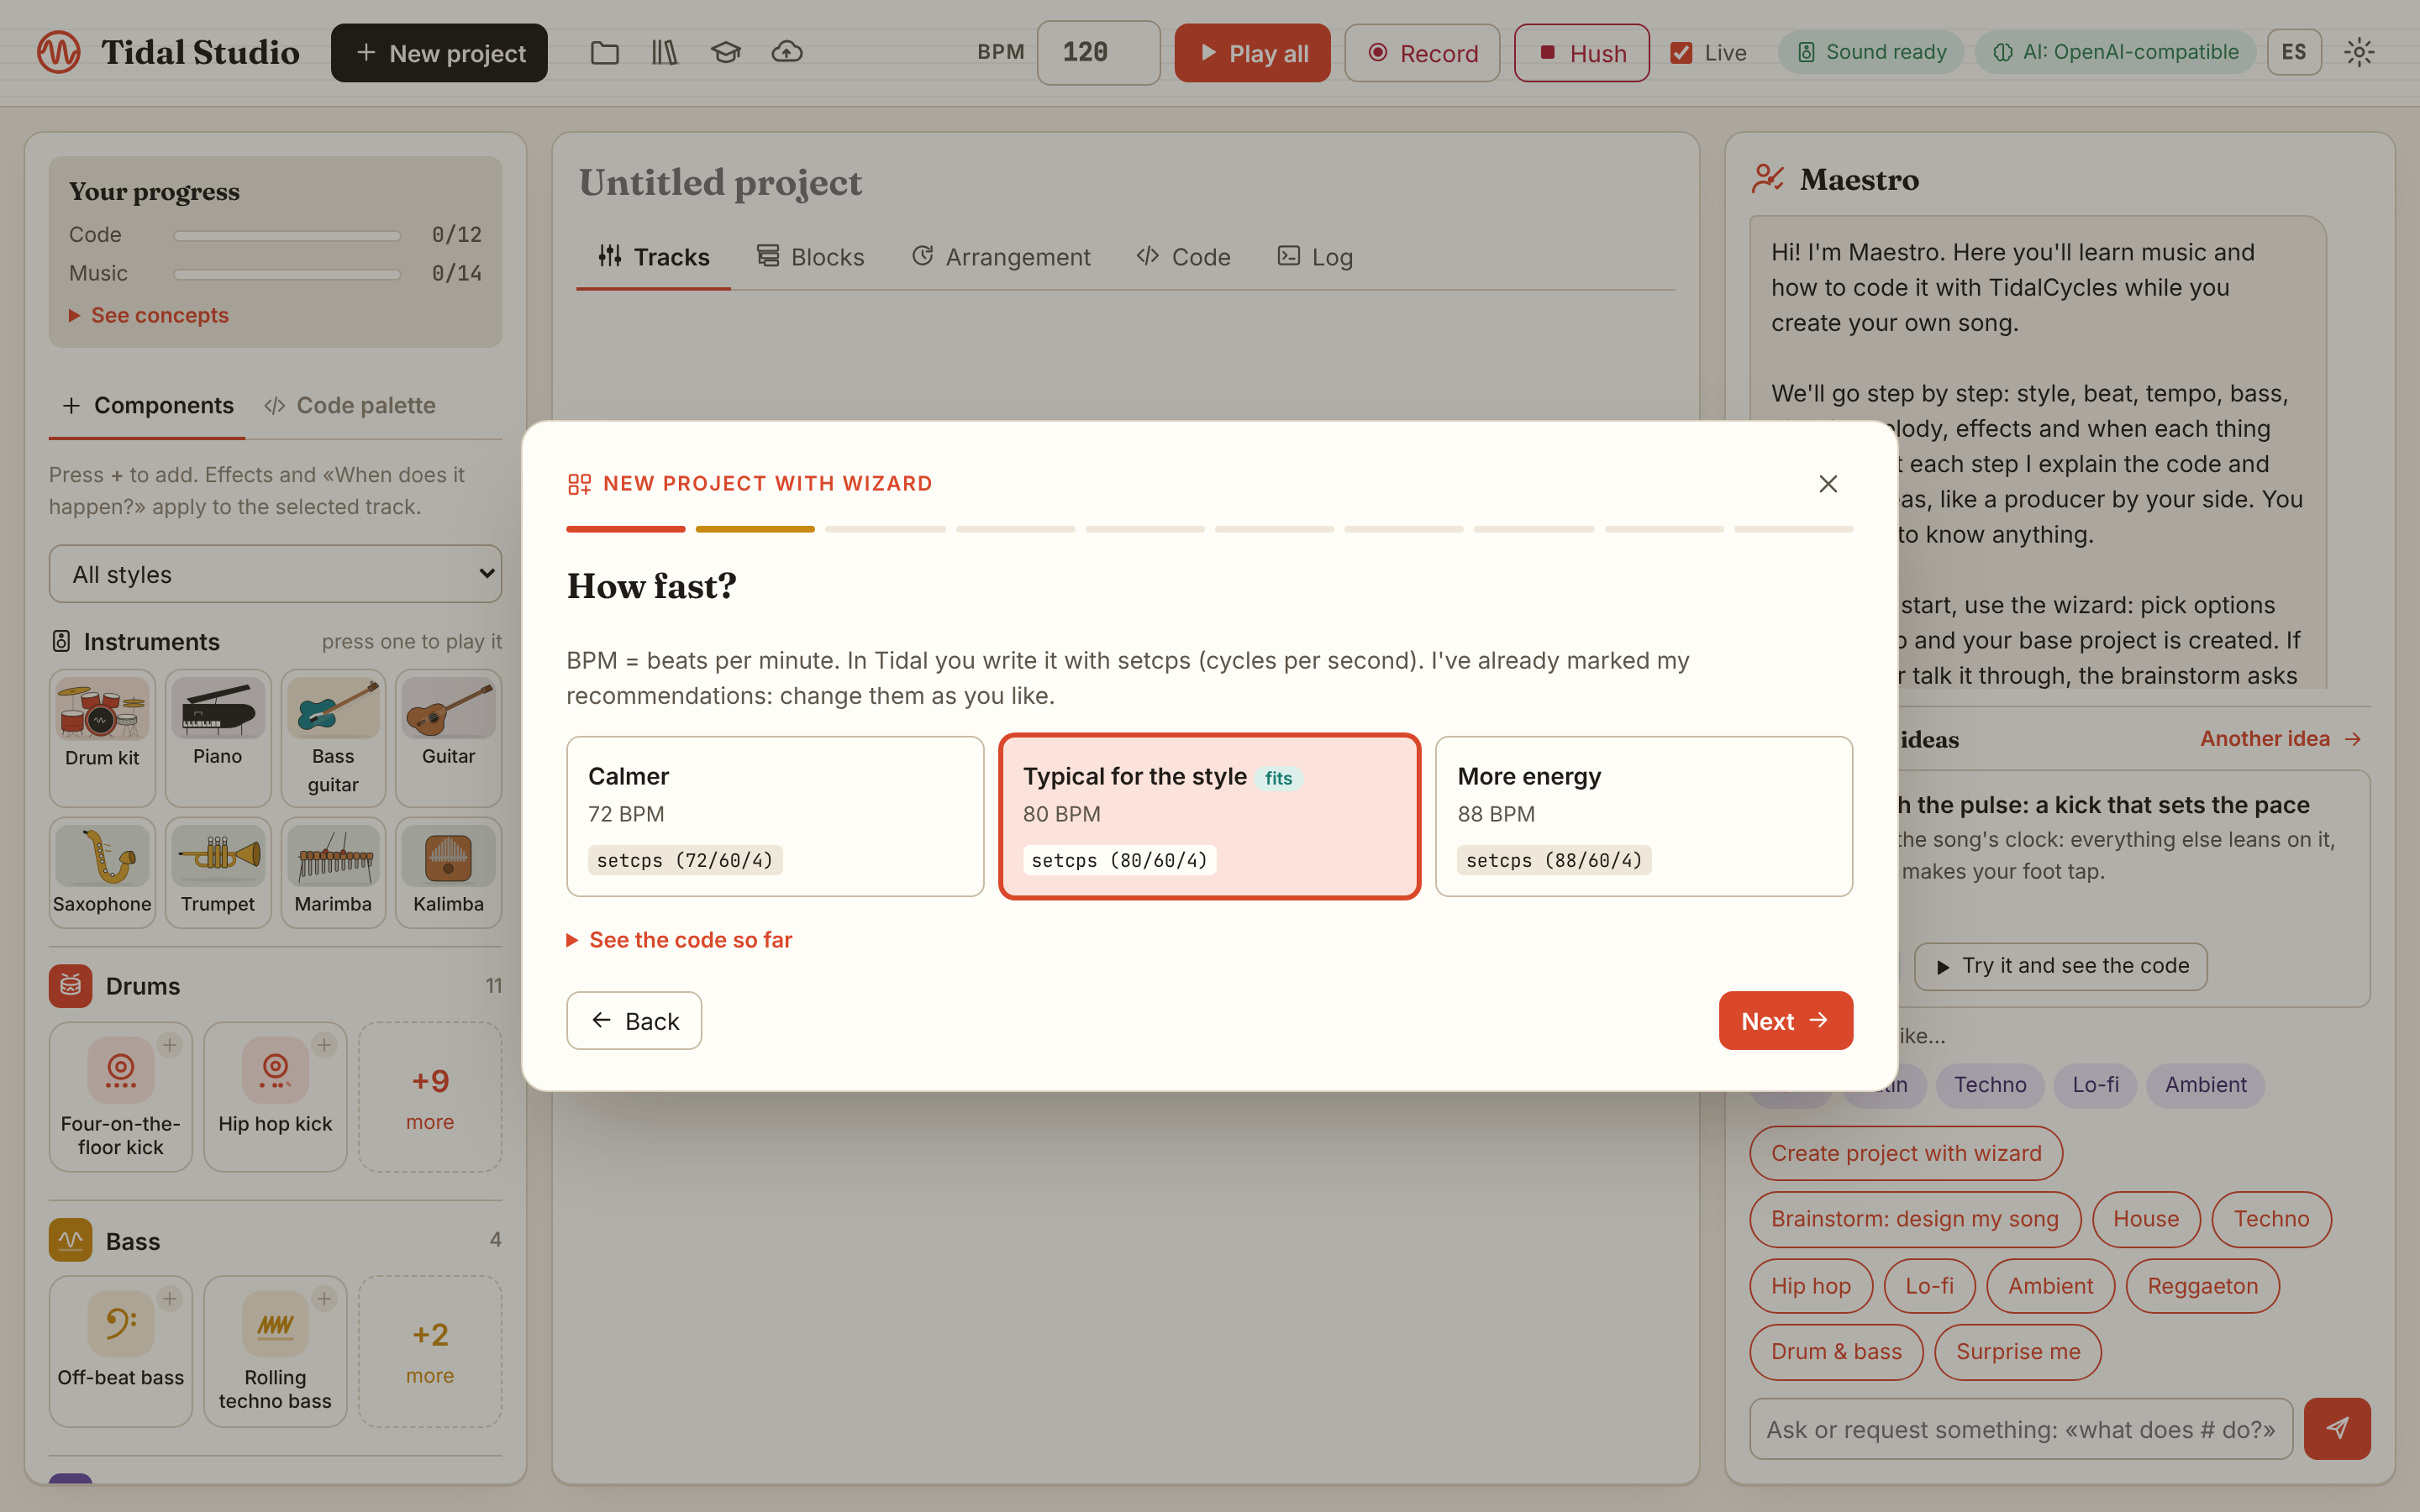 Tidal Studio
New project
BPM
120
Play all
Record
Hush
Live
Sound ready
AI: OpenAI-compatible
ES
Your progress
Code 0/12
Music 0/14
See concepts
Components
Code palette
Press + to add. Effects and «When does it
happen?» apply to the selected track.
All styles
Instruments
press one to play it
Drum kit
Piano
Bass
guitar
Guitar
Saxophone
Trumpet
Marimba
Kalimba
Drums
11
Four-on-the-
floor kick
Hip hop kick
+9
more
Bass
4
Off-beat bass
Rolling
techno bass
+2
more
Untitled project
Tracks
Blocks
Arrangement
Code
Log
NEW PROJECT WITH WIZARD
How fast?
BPM = beats per minute. In Tidal you write it with setcps (cycles per second). I've already marked my
recommendations: change them as you like.
Calmer
72 BPM
setcps (72/60/4)
Typical for the style fits
80 BPM
setcps (80/60/4)
More energy
88 BPM
setcps (88/60/4)
See the code so far
Back
Next
Maestro
Hi! I'm Maestro. Here you'll learn music and
how to code it with TidalCycles while you
create your own song.
We'll go step by step: style, beat, tempo, bass,
effects and when each thing
each step I explain the code and
like a producer by your side. You
to know anything.
start, use the wizard: pick options
and your base project is created. If
talk it through, the brainstorm asks
ideas
Another idea
the pulse: a kick that sets the pace
the song's clock: everything else leans on it,
makes your foot tap.
Try it and see the code
Techno
Lo-fi
Ambient
Create project with wizard
Brainstorm: design my song
House
Techno
Hip hop
Lo-fi
Ambient
Reggaeton
Drum & bass
Surprise me
Ask or request something: «what does # do?»